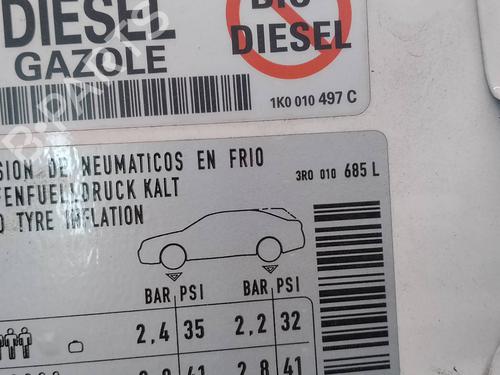 DIESEL
GAZOLE
DIESEL
1K0 010 497 C
SION DE NEUMATICOS EN FRIO
3R0 010 685 L
FENFUELLDRUCK KALT
TYRE INFLATION
BAR PSI BAR PSI
2,4 35 2,2 32
41 2,8 41